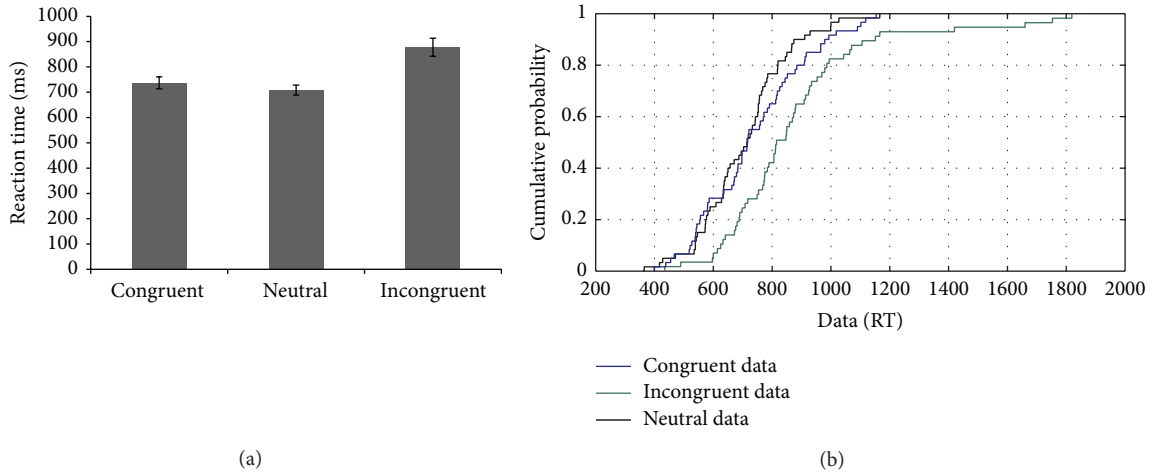 1000
900
800
700
600
500
400
300
200
100
0
Reaction time (ms)
Congruent Neutral Incongruent
(a)
1
0.8
0.6
0.4
0.2
0
Cumulative probability
200 400 600 800 1000 1200 1400 1600 1800 2000
Data (RT)
Congruent data
Incongruent data
Neutral data
(b)